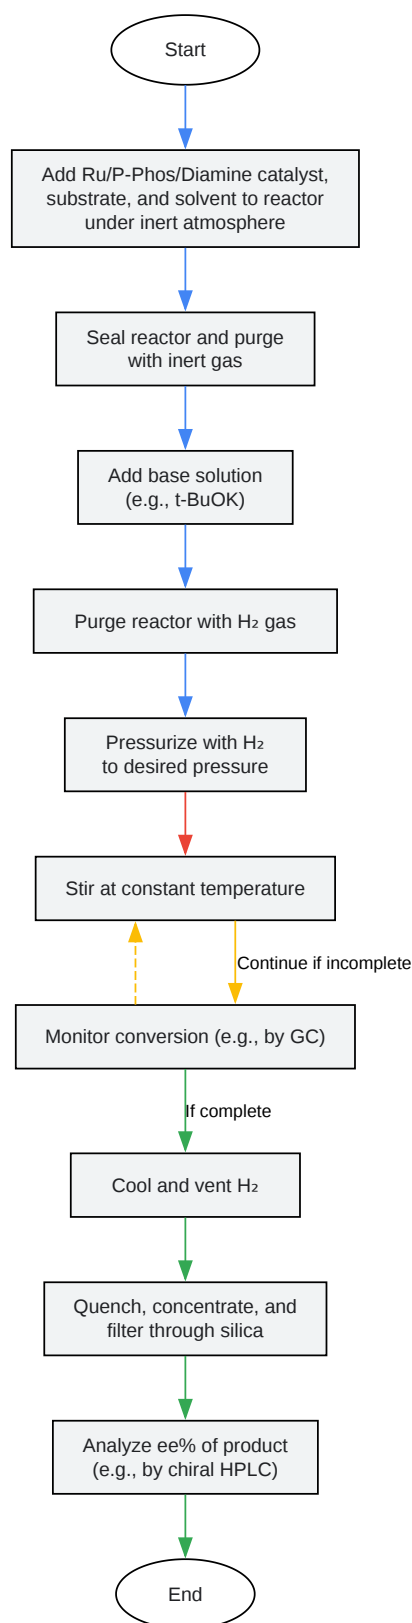 Start
Add Ru/P-Phos/Diamine catalyst,
substrate, and solvent to reactor
under inert atmosphere
Seal reactor and purge
with inert gas
Add base solution
(e.g., t-BuOK)
Purge reactor with H₂ gas
Pressurize with H₂
to desired pressure
Stir at constant temperature
Continue if incomplete
Monitor conversion (e.g., by GC)
If complete
Cool and vent H₂
Quench, concentrate, and
filter through silica
Analyze ee% of product
(e.g., by chiral HPLC)
End